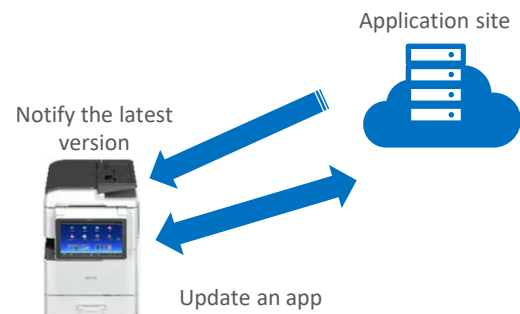 Application site
Notify the latest
version
Update an app